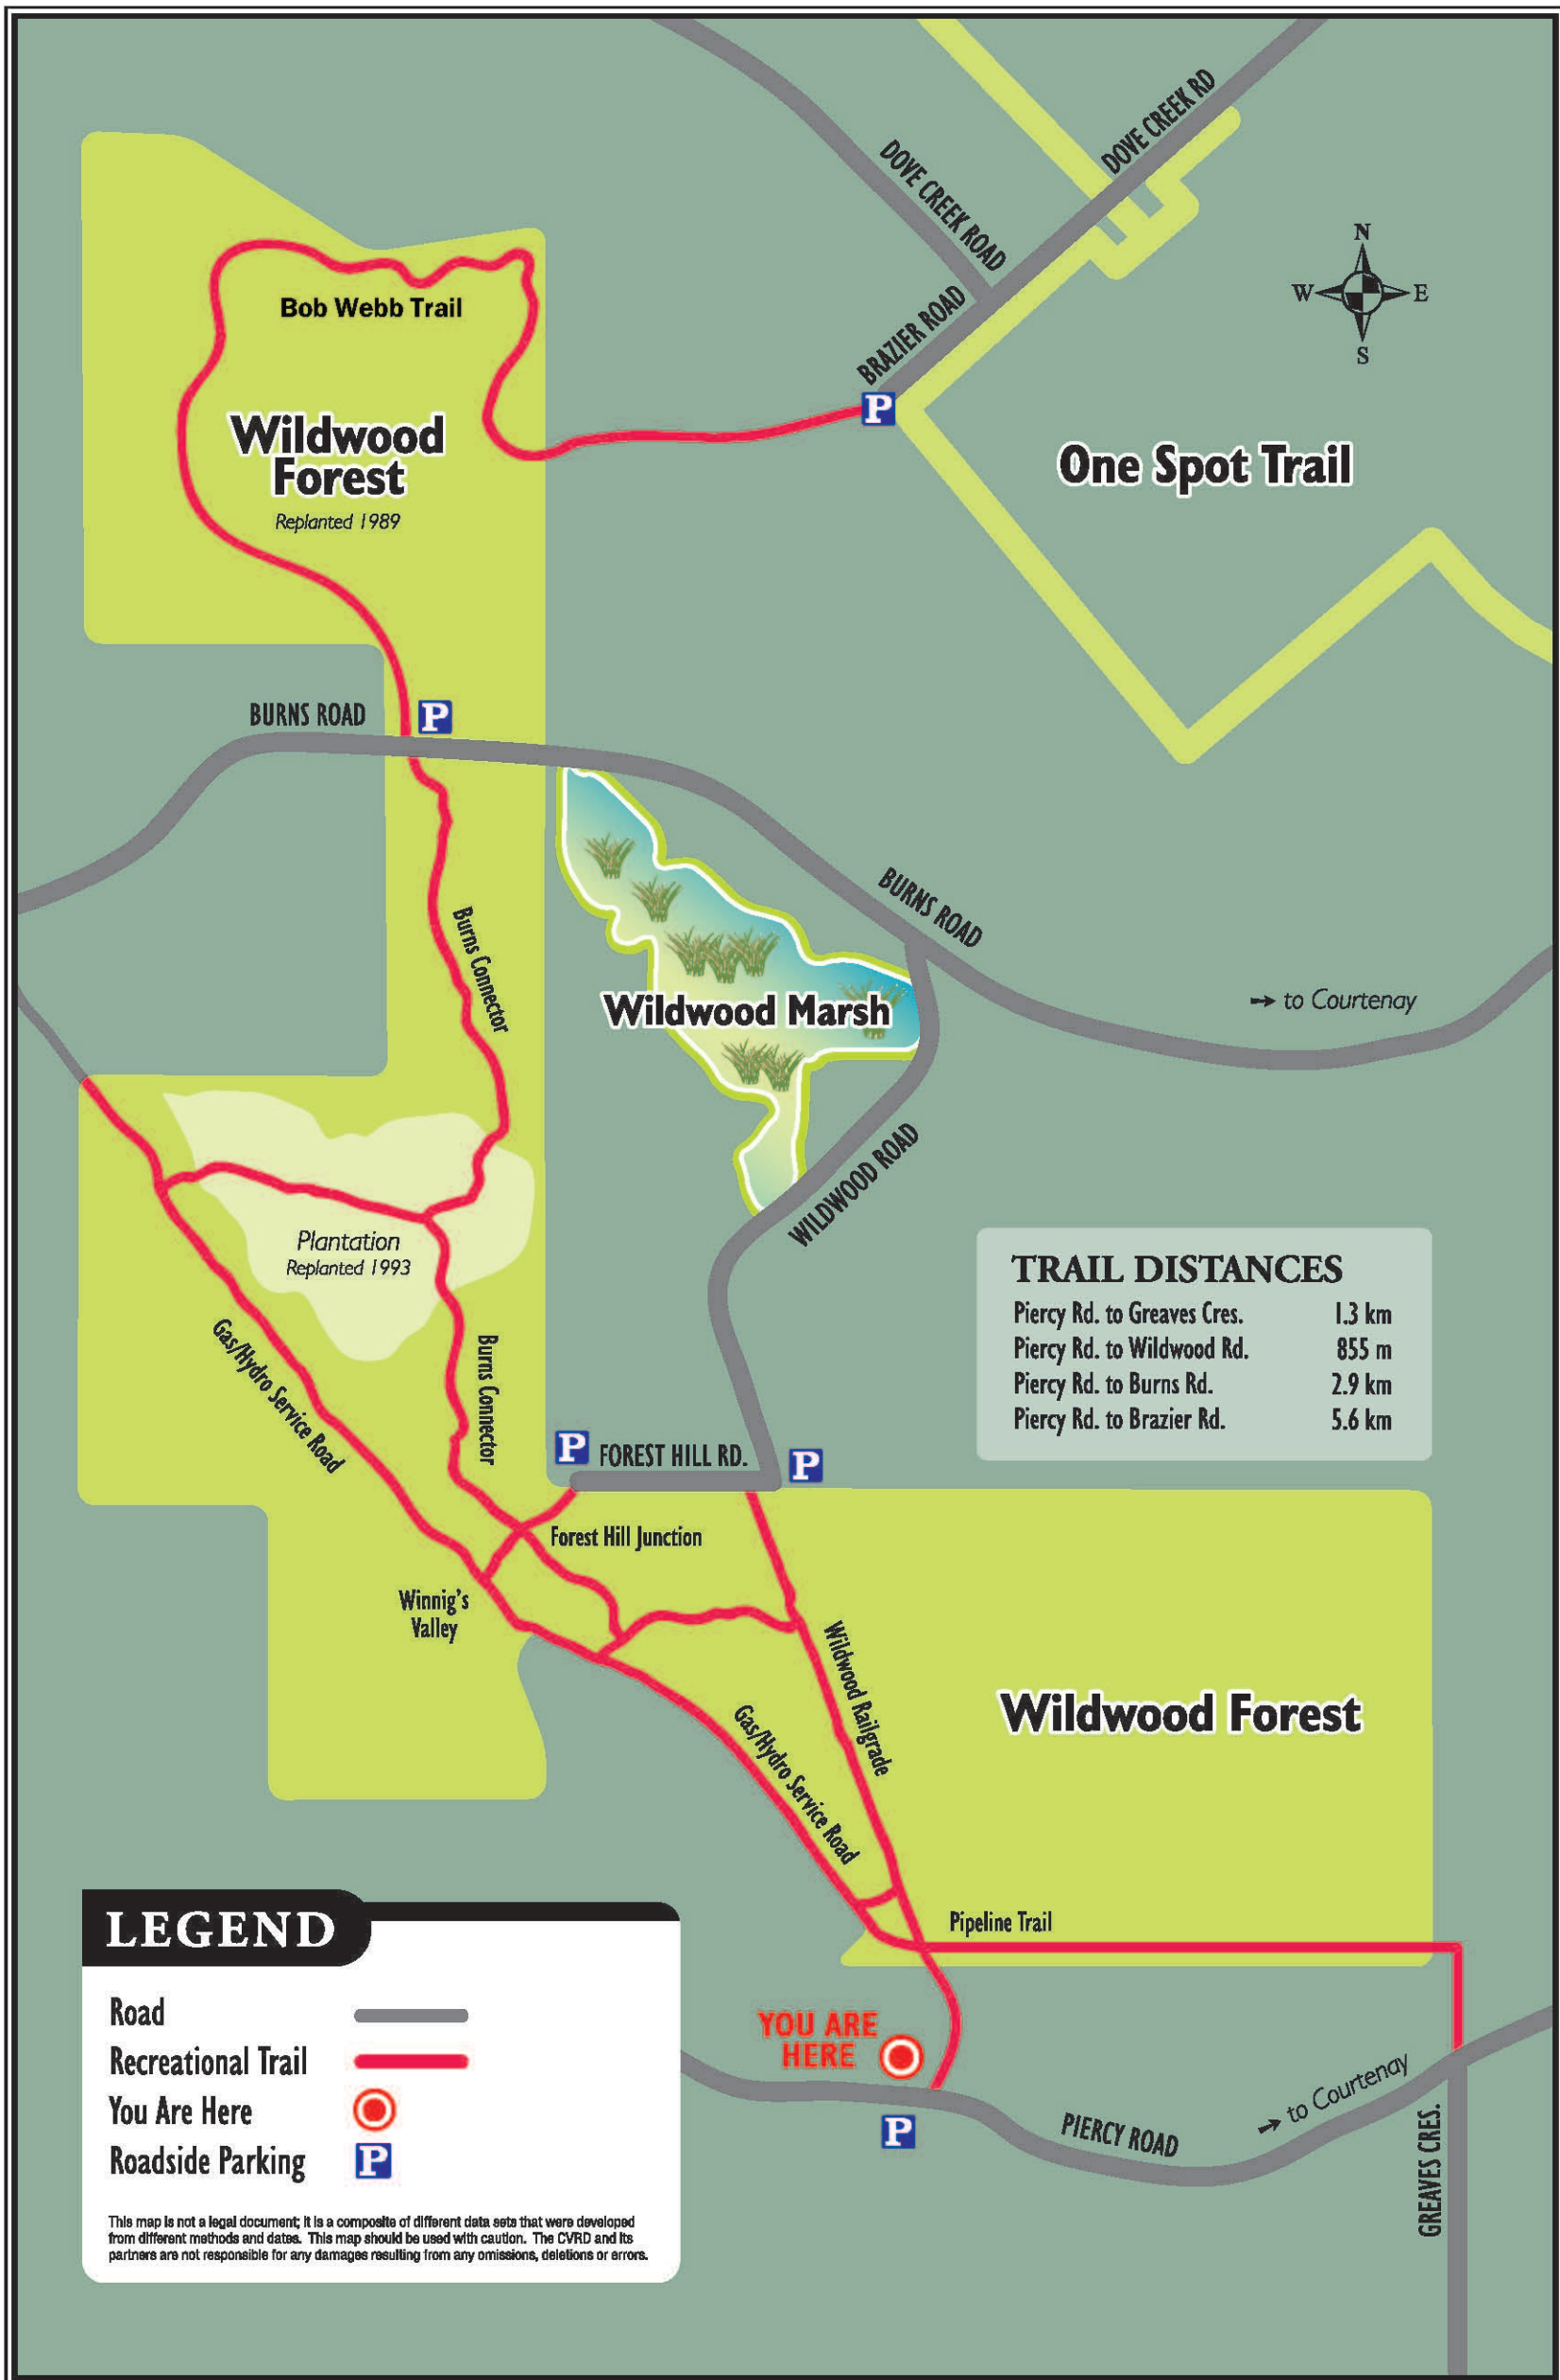 DOVE CREEK RD
DOVE CREEK ROAD
BRAZIER ROAD
P
N
W
E
S
Bob Webb Trail
Wildwood
Forest
Replanted 1989
One Spot Trail
BURNS ROAD
P
BURNS ROAD
Burns Connector
Wildwood Marsh
→ to Courtenay
WILDWOOD ROAD
Plantation
Replanted 1993
TRAIL DISTANCES
Piercy Rd. to Greaves Cres. 1.3 km
Piercy Rd. to Wildwood Rd. 855 m
Piercy Rd. to Burns Rd. 2.9 km
Piercy Rd. to Brazier Rd. 5.6 km
Gas/Hydro Service Road
Burns Connector
P
FOREST HILL RD.
P
Forest Hill Junction
Winnig's
Valley
Wildwood Railgrade
Wildwood Forest
Gas/Hydro Service Road
Pipeline Trail
YOU ARE
HERE
P
PIERCY ROAD
→ to Courtenay
GREAVES CRES.
LEGEND
Road
Recreational Trail
You Are Here
Roadside Parking P
This map is not a legal document; it is a composite of different data sets that were developed
from different methods and dates. This map should be used with caution. The CVRD and its
partners are not responsible for any damages resulting from any omissions, deletions or errors.